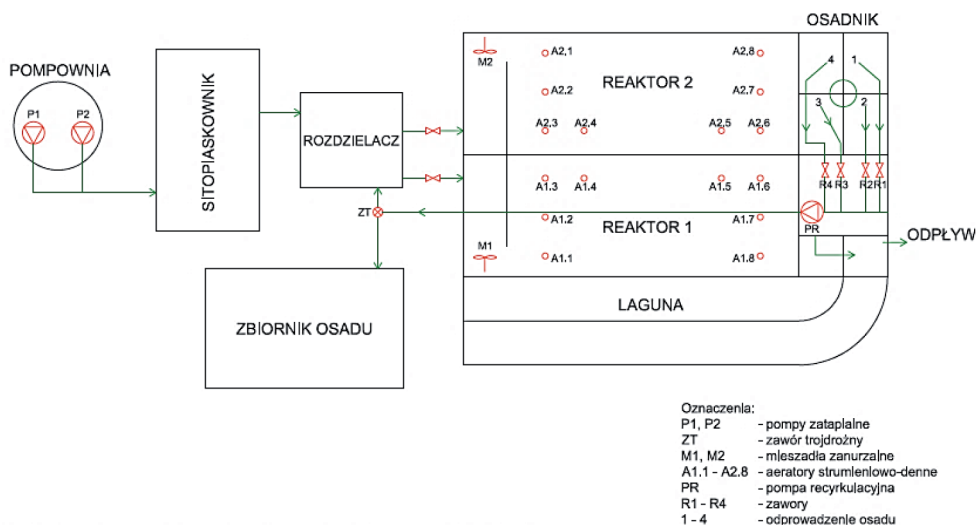 OSADNIK
POMPOWNIA
P1
P2
SITOPIASKOWNIK
ROZDZIELACZ
ZT
ZBIORNIK OSADU
M2
A2,1
A2.2
A2.3
A2.4
REAKTOR 2
A2,8
A2.7
A2,5
A2,6
4
1
3
2
A1.3
A1.4
A1.5
A1.6
A1.2
REAKTOR 1
A1.7
M1
A1.1
A1.8
R4
R3
R2
R1
PR
ODPŁYW
LAGUNA
Oznaczenia:
P1, P2 - pompy zatapialne
ZT - zawór trojdrożny
M1, M2 - mieszadła zanurzalne
A1.1 - A2.8 - aeratory strumieniowo-denne
PR - pompa recyrkulacyjna
R1 - R4 - zawory
1 - 4 - odprowadzenie osadu